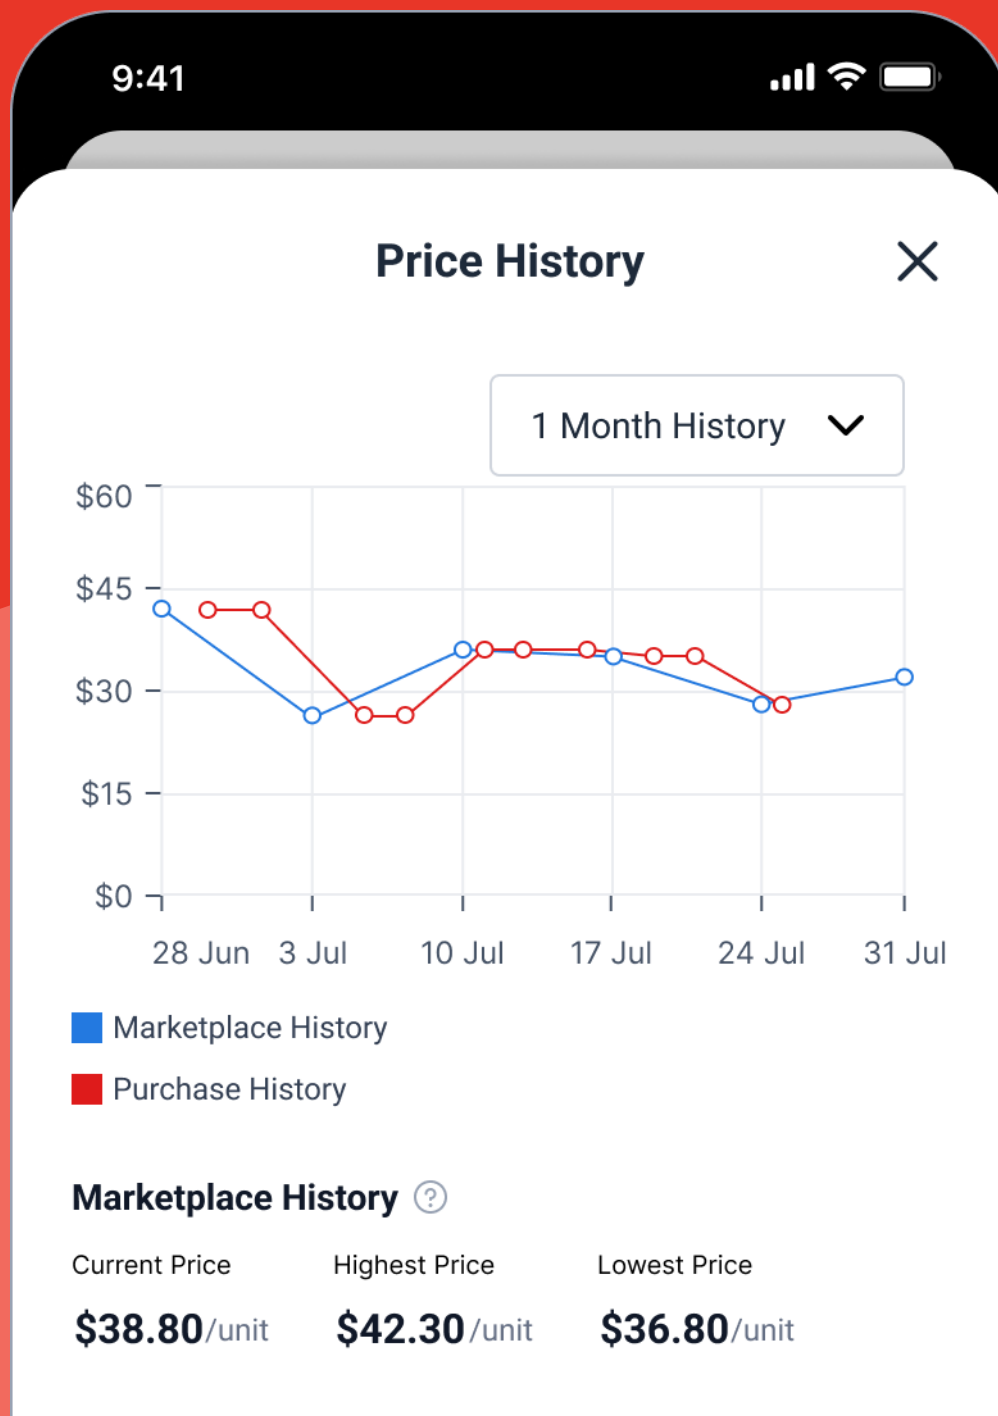 9:41
Price History
1 Month History
$60
$45
$30
$15
$0
28 Jun 3 Jul 10 Jul 17 Jul 24 Jul 31 Jul
Marketplace History
Purchase History
Marketplace History ?
Current Price Highest Price Lowest Price
$38.80/unit $42.30/unit $36.80/unit